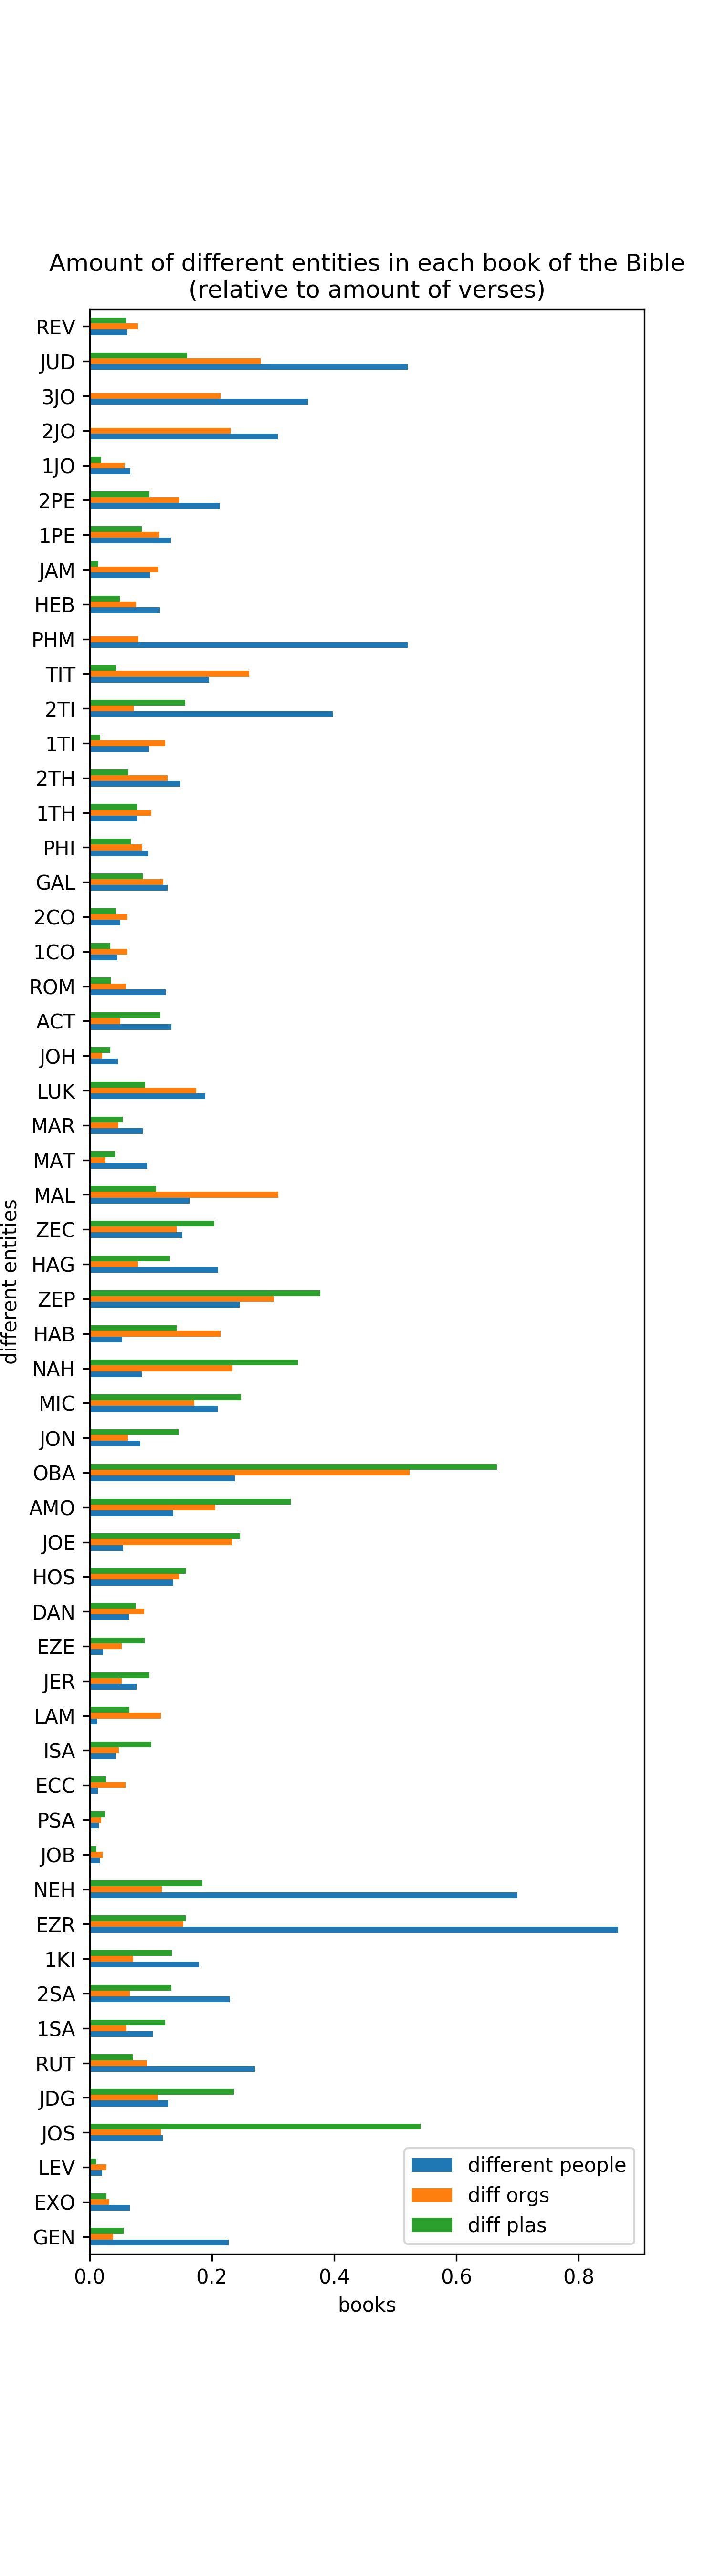 Amount of different entities in each book of the Bible
(relative to amount of verses)
REV
JUD
3JO
2JO
1JO
2PE
1PE
JAM
HEB
PHM
TIT
2TI
1TI
2TH
1TH
PHI
GAL
2CO
1CO
ROM
ACT
JOH
LUK
MAR
MAT
MAL
ZEC
HAG
ZEP
HAB
NAH
MIC
JON
OBA
AMO
JOE
HOS
DAN
EZE
JER
LAM
ISA
ECC
PSA
JOB
NEH
EZR
1KI
2SA
1SA
RUT
JDG
JOS
LEV
EXO
GEN
different entities
different people
diff orgs
diff plas
0.0 0.2 0.4 0.6 0.8
books